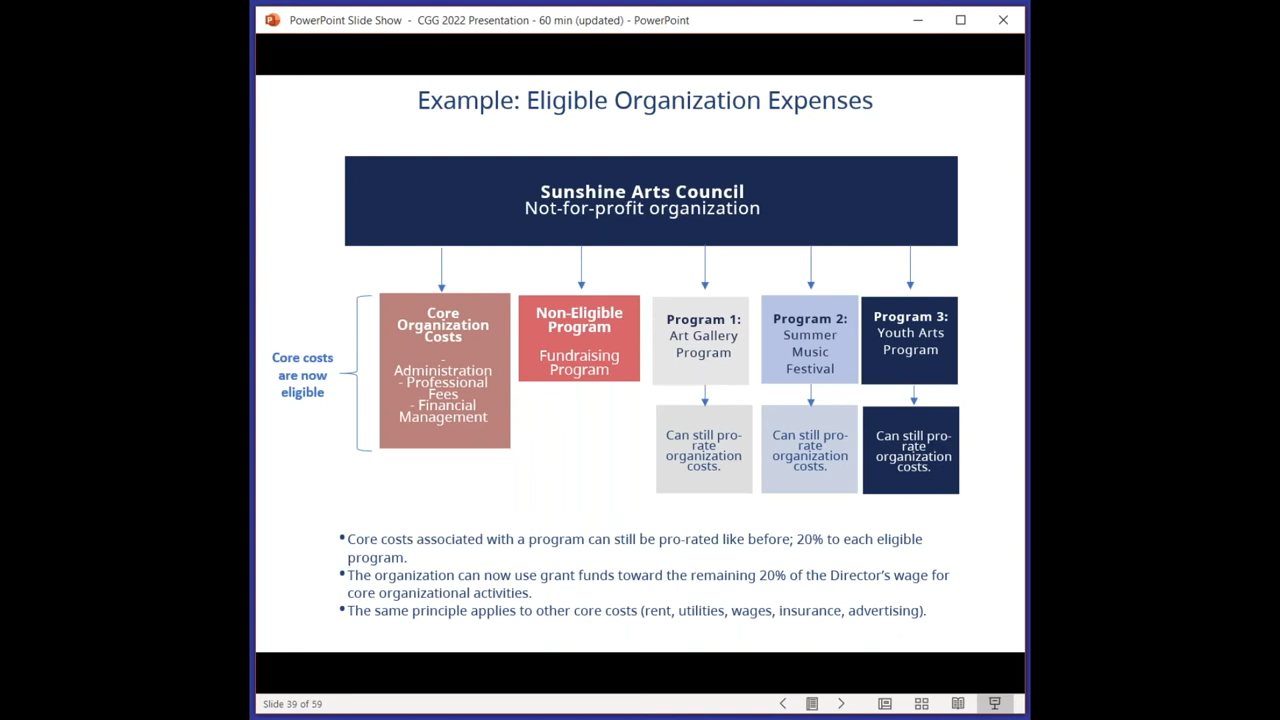 PowerPoint Slide Show - CGG 2022 Presentation - 60 min (updated) - PowerPoint
Example: Eligible Organization Expenses
Sunshine Arts Council
Not-for-profit organization
Core costs
are now
eligible
Core
Organization
Costs
-
Administration
- Professional
Fees
- Financial
Management
Non-Eligible
Program
Fundraising
Program
Program 1:
Art Gallery
Program
Program 2:
Summer
Music
Festival
Program 3:
Youth Arts
Program
Can still pro-
rate
organization
costs.
Can still pro-
rate
organization
costs.
Can still pro-
rate
organization
costs.
• Core costs associated with a program can still be pro-rated like before; 20% to each eligible
program.
• The organization can now use grant funds toward the remaining 20% of the Director’s wage for
core organizational activities.
• The same principle applies to other core costs (rent, utilities, wages, insurance, advertising).
Slide 39 of 59